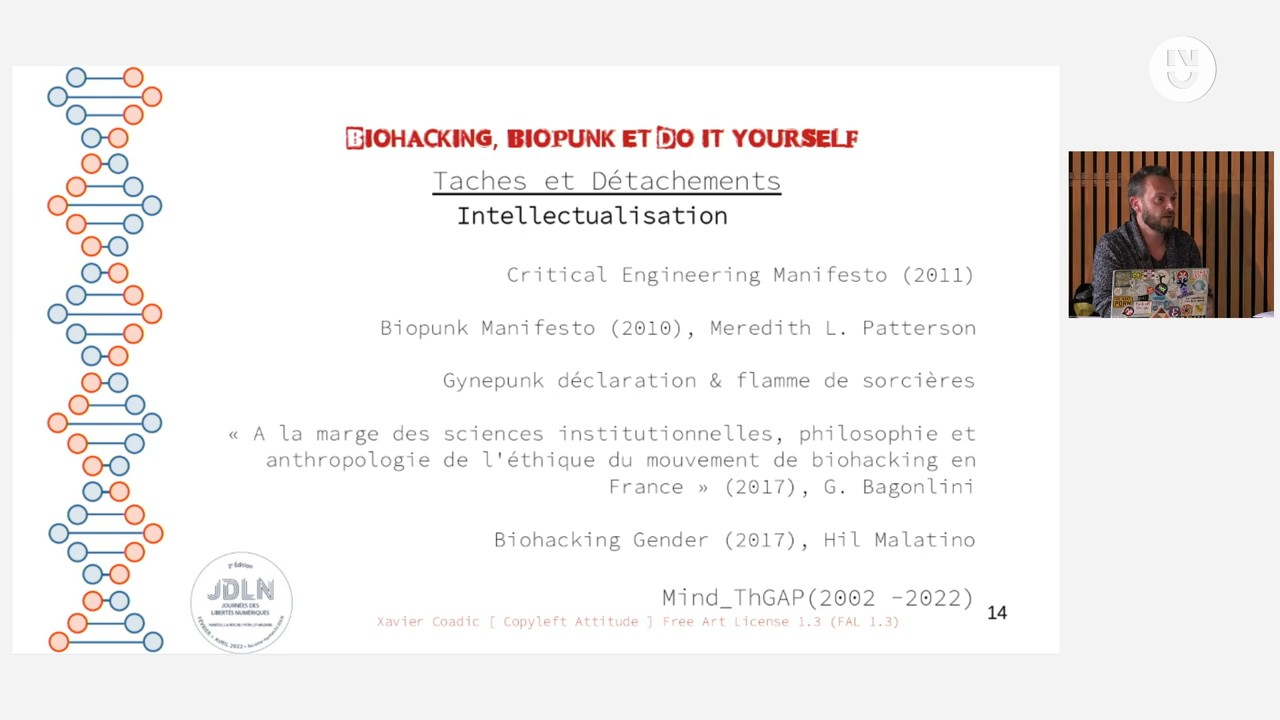 BIOHACKING, BIOPUNK ET DO IT YOURSELF
Taches et Détachements
Intellectualisation
Critical Engineering Manifesto (2011)
Biopunk Manifesto (2010), Meredith L. Patterson
Gynepunk déclaration & flamme de sorcières
« A la marge des sciences institutionnelles, philosophie et
anthropologie de l'éthique du mouvement de biohacking en
France » (2017), G. Bagonlini
Biohacking Gender (2017), Hil Malatino
Mind_ThGAP(2002 -2022)
2e Édition
JDLN
JOURNÉES DES
LIBERTÉS NUMÉRIQUES
Xavier Coadic [ Copyleft Attitude ] Free Art License 1.3 (FAL 1.3)
14